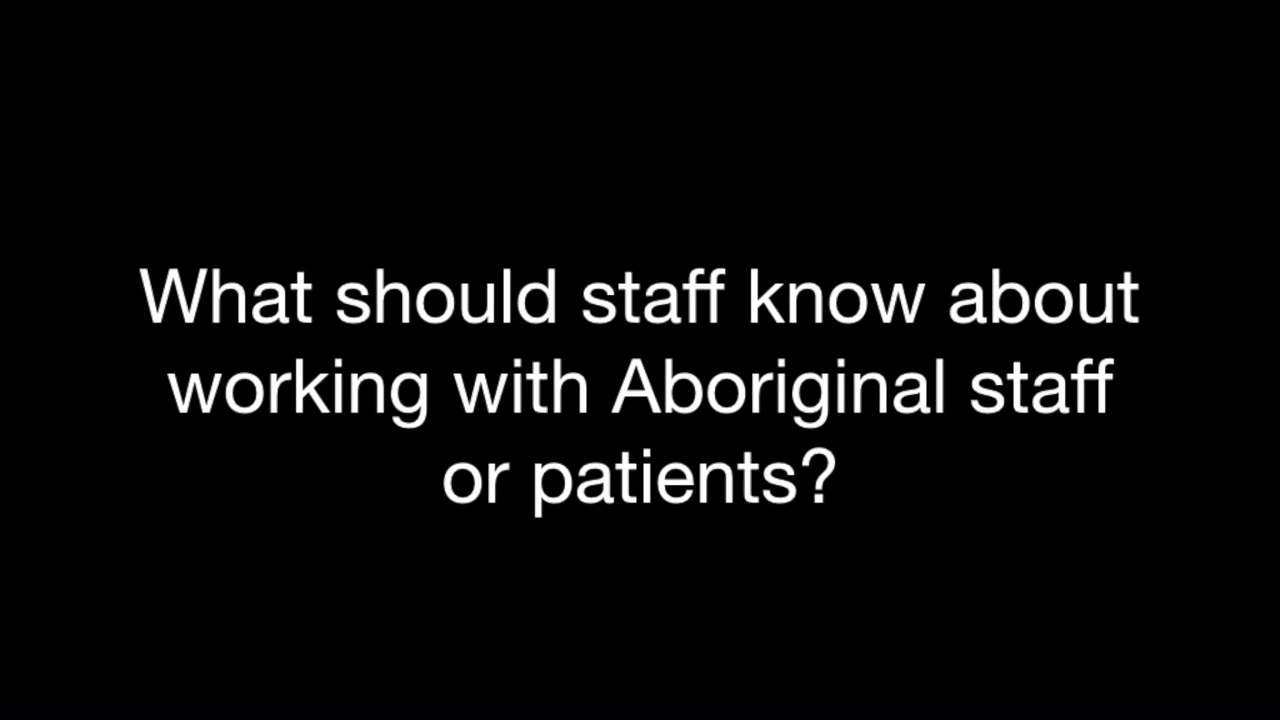 What should staff know about
working with Aboriginal staff
or patients?